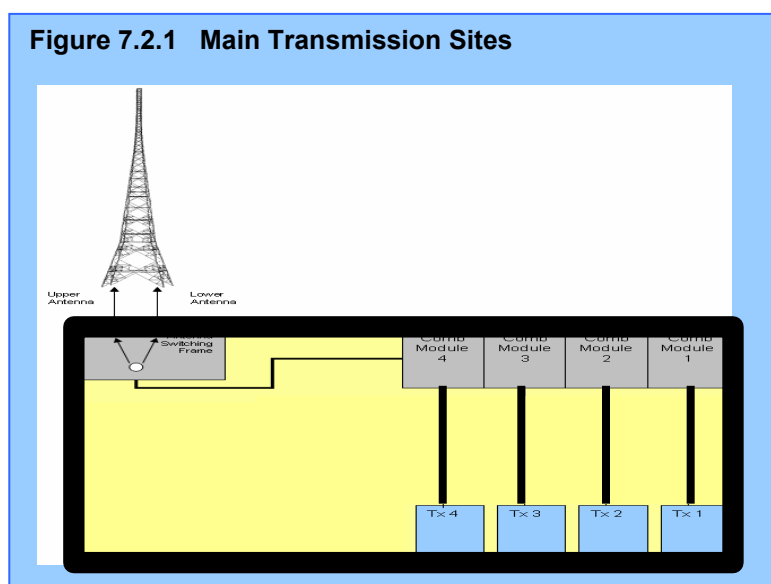 Figure 7.2.1 Main Transmission Sites
Upper
Antenna
Lower
Antenna
Switching
Frame
Module
4
Module
3
Module
2
Module
1
Tx 4
Tx 3
Tx 2
Tx 1